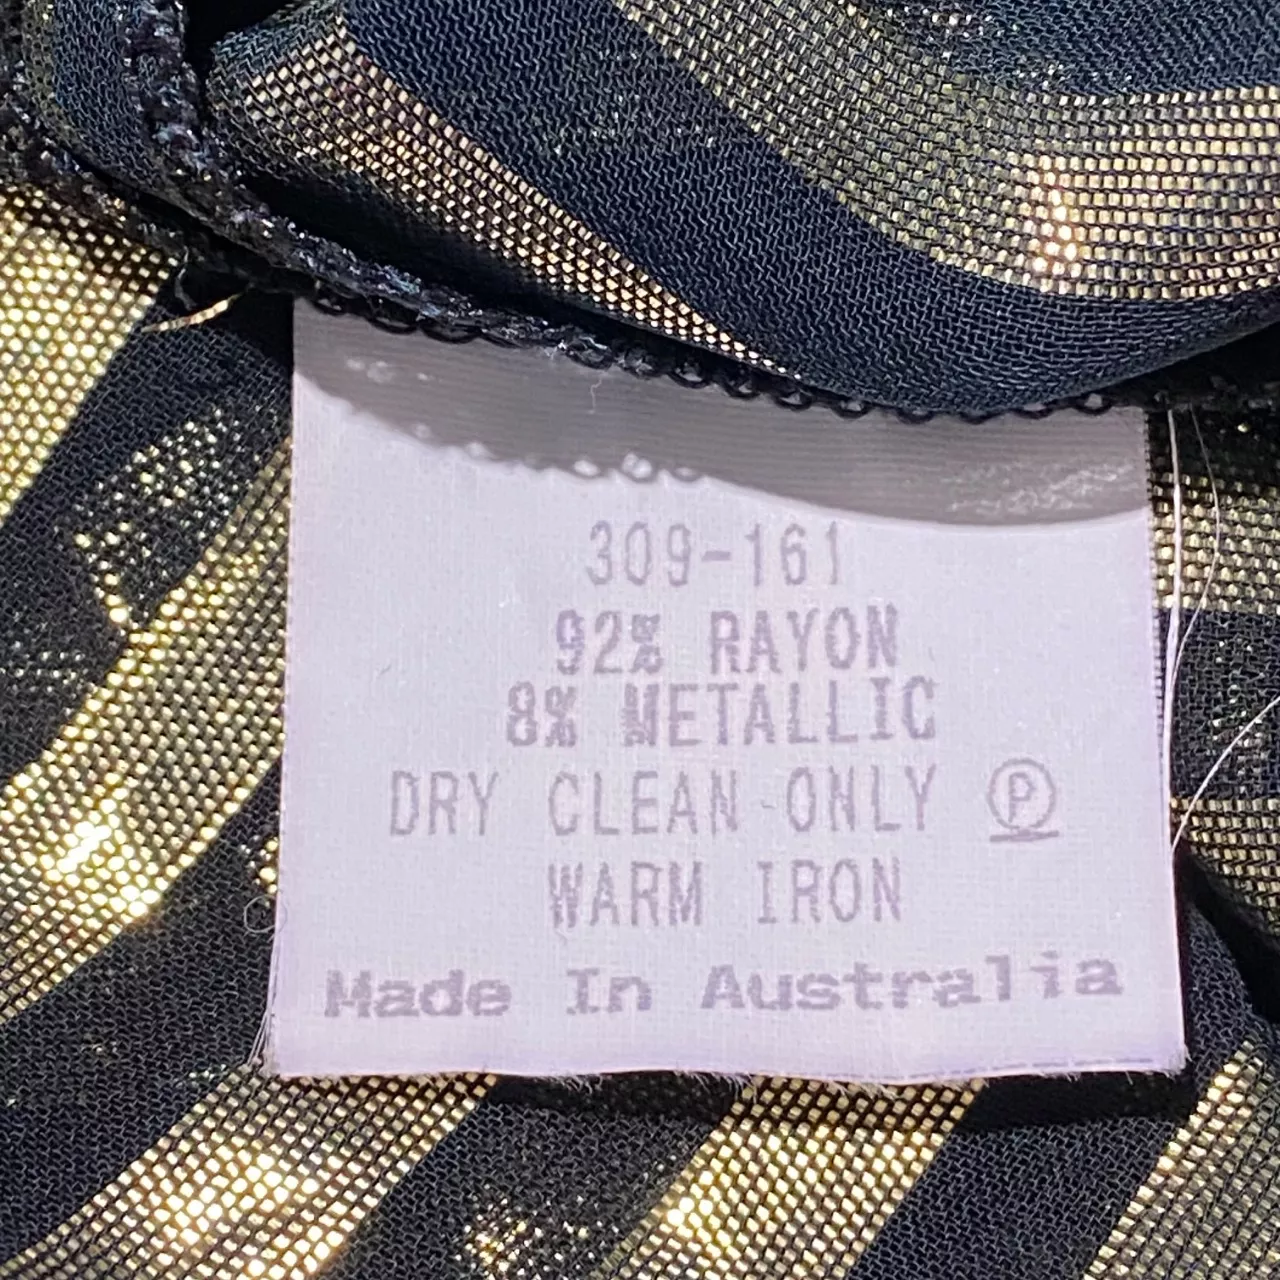 309-161
92% RAYON
8% METALLIC
DRY CLEAN ONLY Ⓟ
WARM IRON
Made In Australia